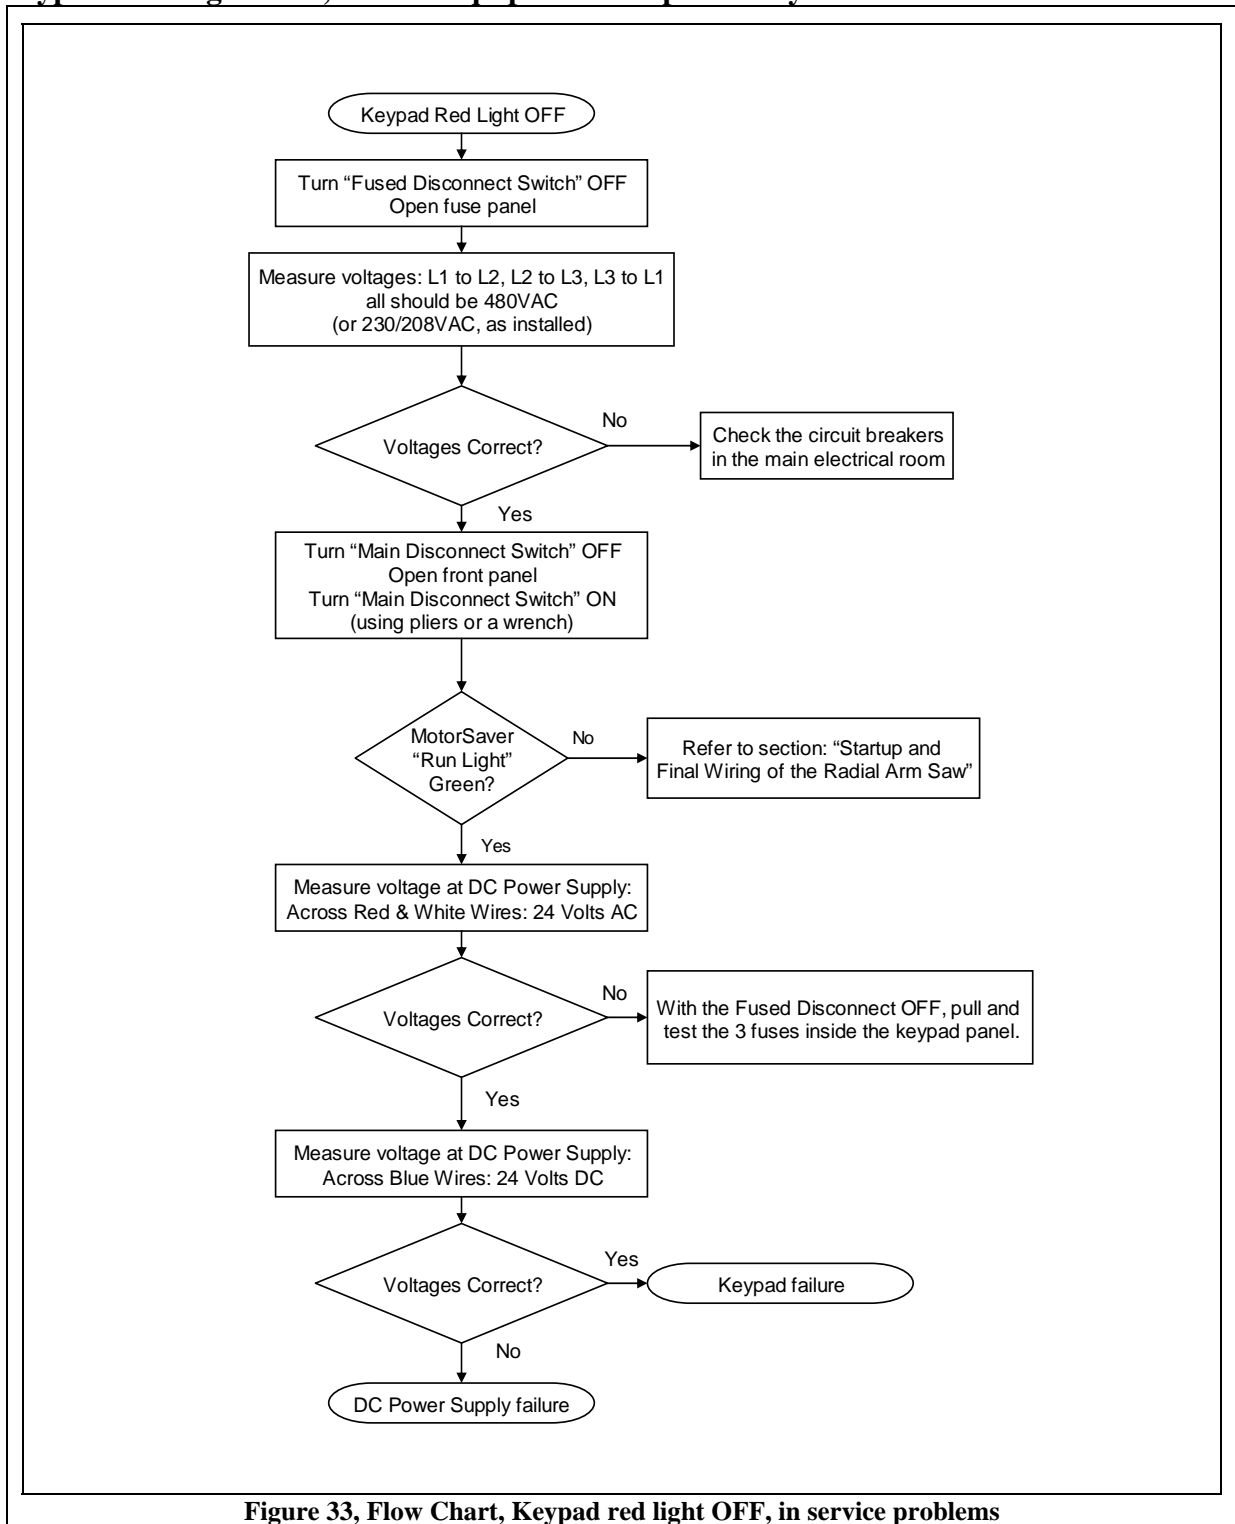 Keypad Red Light OFF
Turn “Fused Disconnect Switch” OFF
Open fuse panel
Measure voltages: L1 to L2, L2 to L3, L3 to L1
all should be 480VAC
(or 230/208VAC, as installed)
Voltages Correct?
No
Check the circuit breakers
in the main electrical room
Yes
Turn “Main Disconnect Switch” OFF
Open front panel
Turn “Main Disconnect Switch” ON
(using pliers or a wrench)
MotorSaver
“Run Light”
Green?
No
Refer to section: “Startup and
Final Wiring of the Radial Arm Saw”
Yes
Measure voltage at DC Power Supply:
Across Red & White Wires: 24 Volts AC
Voltages Correct?
No
With the Fused Disconnect OFF, pull and
test the 3 fuses inside the keypad panel.
Yes
Measure voltage at DC Power Supply:
Across Blue Wires: 24 Volts DC
Voltages Correct?
Yes
Keypad failure
No
DC Power Supply failure
Figure 33, Flow Chart, Keypad red light OFF, in service problems